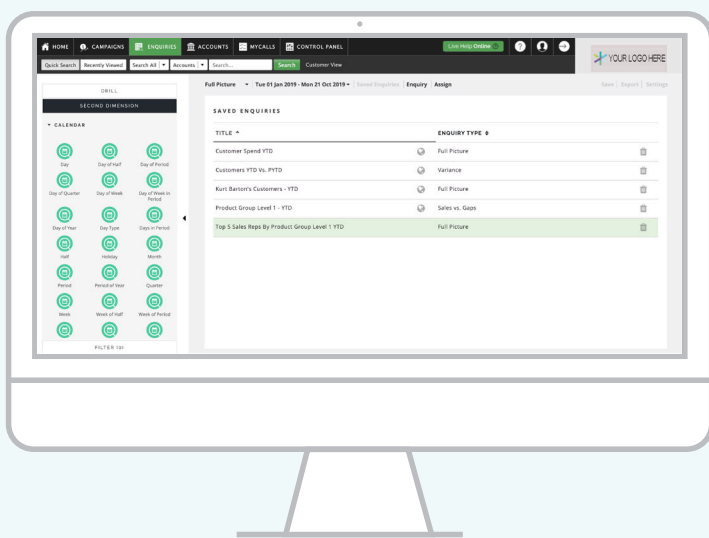 HOME CAMPAIGNS ENQUIRIES ACCOUNTS MYCALLS CONTROL PANEL Live Help Online
YOUR LOGO HERE
Quick Search Recently Viewed Search All Accounts Search... Search Customer View
Full Picture Tue 01 Jan 2019 - Mon 21 Oct 2019 Saved Enquiries Enquiry Assign Save Export Settings
DRILL
SECOND DIMENSION
CALENDAR
Day Day of Half Day of Period
Day of Quarter Day of Week Day of Week in
Period
Day of Year Day Type Days in Period
Half Holiday Month
Period Period of Year Quarter
Week Week of Half Week of Period
FILTER (0)
SAVED ENQUIRIES
TITLE ENQUIRY TYPE
Customer Spend YTD Full Picture
Customers YTD Vs. PYTD Variance
Kurt Barton's Customers - YTD Full Picture
Product Group Level 1 - YTD Sales vs. Gaps
Top 5 Sales Reps By Product Group Level 1 YTD Full Picture